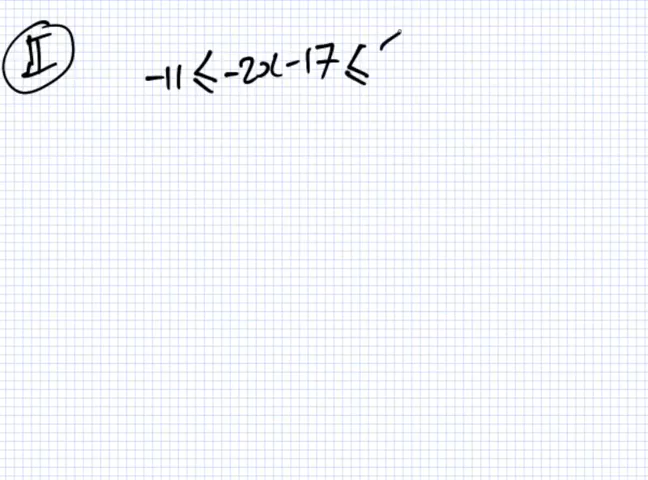 II
-11 ≤ -2x - 17 ≤